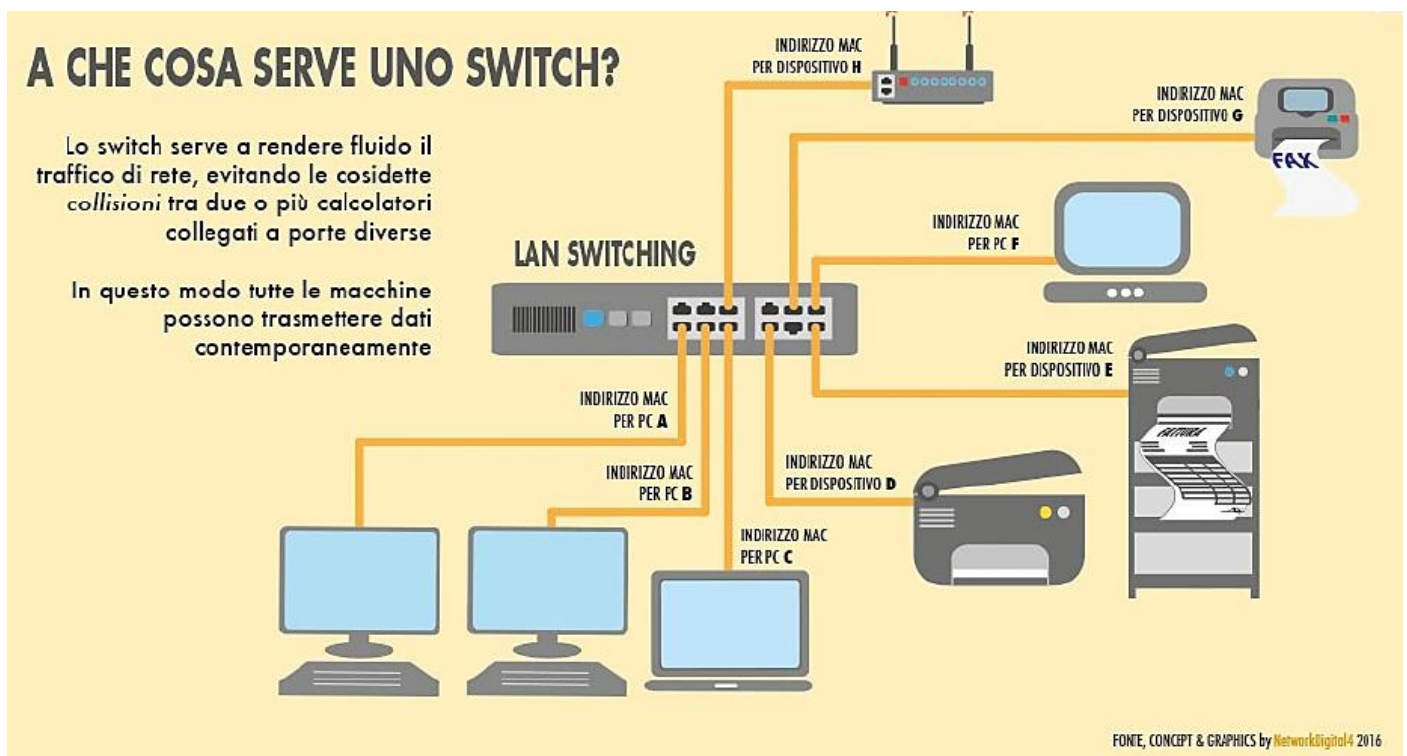 A CHE COSA SERVE UNO SWITCH?
Lo switch serve a rendere fluido il
traffico di rete, evitando le cosidette
collisioni tra due o più calcolatori
collegati a porte diverse
In questo modo tutte le macchine
possono trasmettere dati
contemporaneamente
LAN SWITCHING
INDIRIZZO MAC
PER DISPOSITIVO H
INDIRIZZO MAC
PER DISPOSITIVO G
FAX
INDIRIZZO MAC
PER PC F
INDIRIZZO MAC
PER DISPOSITIVO E
FATTURA
INDIRIZZO MAC
PER DISPOSITIVO D
INDIRIZZO MAC
PER PC A
INDIRIZZO MAC
PER PC B
INDIRIZZO MAC
PER PC C
FONTE, CONCEPT & GRAPHICS by NetworkDigital4 2016